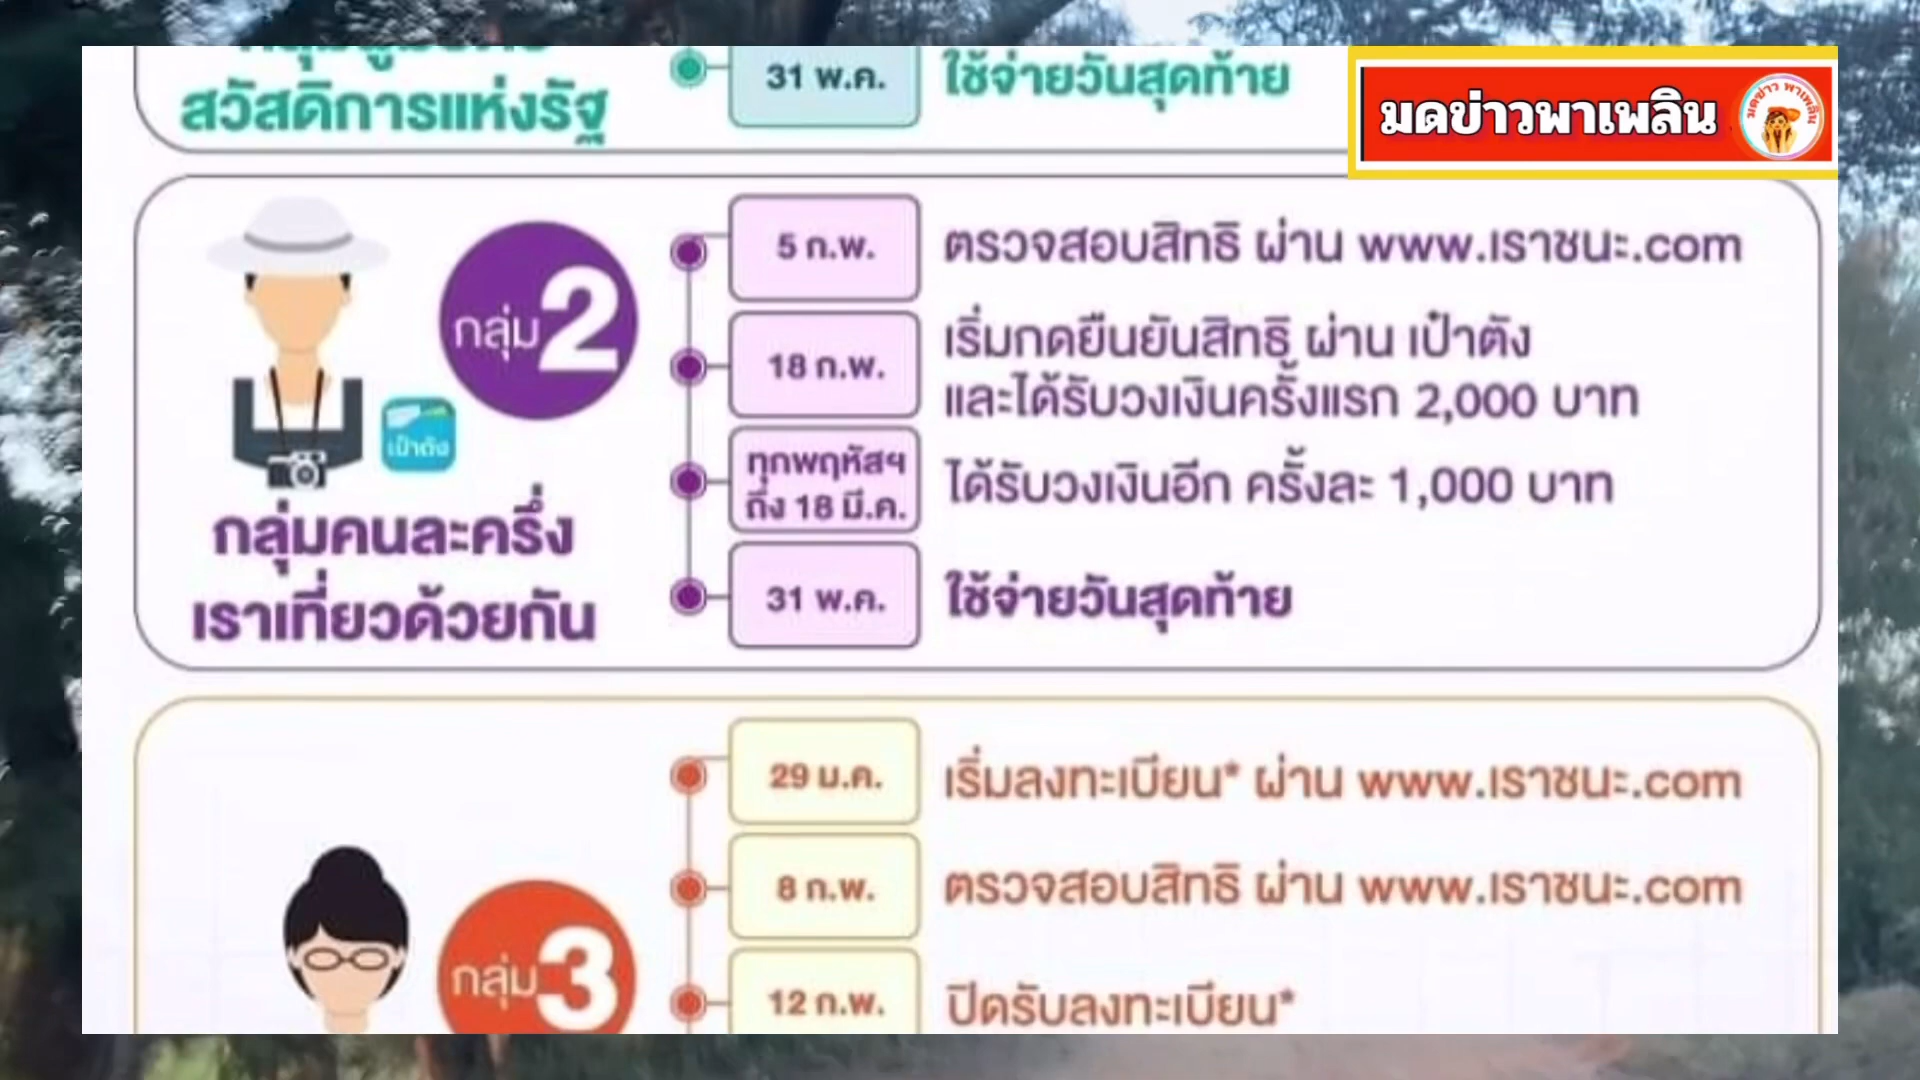 สวัสดิการแห่งรัฐ
31 พ.ค.
ใช้จ่ายวันสุดท้าย
มดข่าวพาเพลิน
มดข่าว พาเพลิน
กลุ่ม 2
เป๋าตัง
กลุ่มคนละครึ่ง
เราเที่ยวด้วยกัน
5 ก.พ.
ตรวจสอบสิทธิ ผ่าน www.เราชนะ.com
18 ก.พ.
เริ่มกดยืนยันสิทธิ ผ่าน เป๋าตัง
และได้รับวงเงินครั้งแรก 2,000 บาท
ทุกพฤหัสฯ
ถึง 18 มี.ค.
ได้รับวงเงินอีก ครั้งละ 1,000 บาท
31 พ.ค.
ใช้จ่ายวันสุดท้าย
กลุ่ม 3
29 ม.ค.
เริ่มลงทะเบียน* ผ่าน www.เราชนะ.com
8 ก.พ.
ตรวจสอบสิทธิ ผ่าน www.เราชนะ.com
12 ก.พ.
ปิดรับลงทะเบียน*